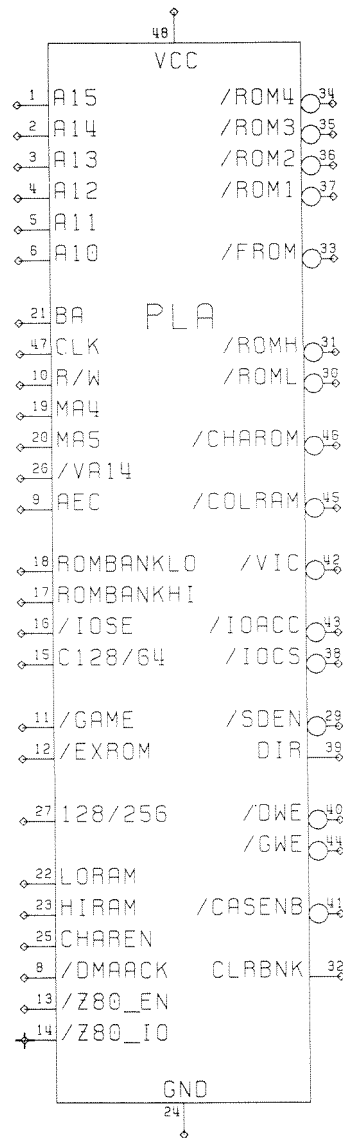 48
VCC
1 A15 /ROM4 34
2 A14 /ROM3 35
3 A13 /ROM2 36
4 A12 /ROM1 37
5 A11
6 A10 /FROM 33
PLA
21 BA
47 CLK /ROMH 31
10 R/W /ROML 30
19 MA4
20 MA5 /CHAROM 46
26 /VA14
9 AEC /COLRAM 45
18 ROMBANKLO /VIC 42
17 ROMBANKHI
16 /IOSE /IOACC 43
15 C128/64 /IOCS 38
11 /GAME /SDEN 29
12 /EXROM DIR 39
27 128/256 /DWE 40
/GWE 44
22 LORAM
23 HIRAM /CASENB 41
25 CHAREN
8 /DMAACK CLRBNK 32
13 /Z80_EN
14 /Z80_IO
GND
24